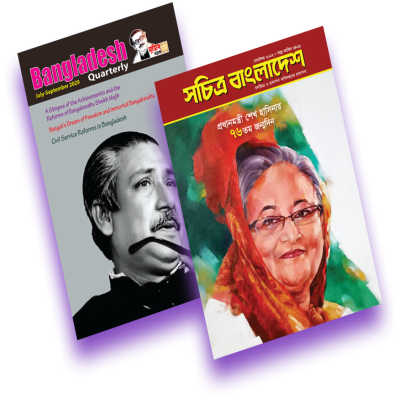 Bangladesh
Quarterly
July-September 2020
A Glimpse of the Achievements and the
Reforms of Bangabandhu Sheikh Mujib
Bengal's Dream of Freedom and Immortal Bangabandhu
Civil Service Reforms in Bangladesh
সচিত্র বাংলাদেশ
প্রধানমন্ত্রী শেখ হাসিনার
৭৬তম জন্মদিন